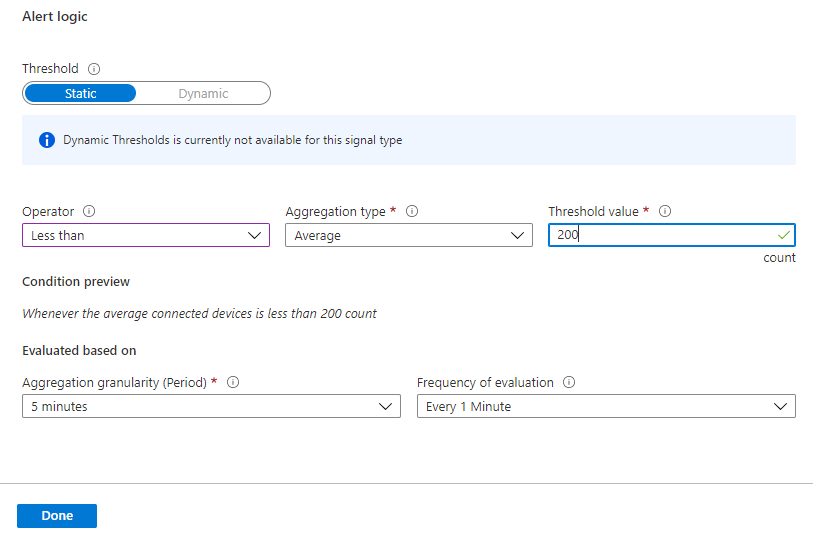 Alert logic
Threshold
Static Dynamic
Dynamic Thresholds is currently not available for this signal type
Operator Aggregation type * Threshold value *
Less than Average 200
count
Condition preview
Whenever the average connected devices is less than 200 count
Evaluated based on
Aggregation granularity (Period) * Frequency of evaluation
5 minutes Every 1 Minute
Done